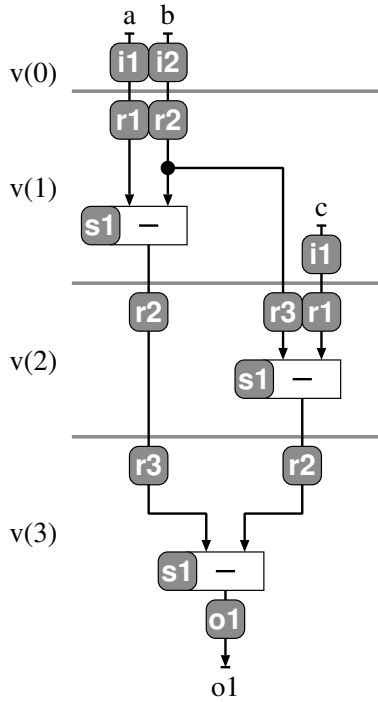 a b
v(0) i1 i2
r1 r2
v(1) s1 − c
i1
r2 r3 r1
v(2) s1 −
r3 r2
v(3) s1 −
o1
o1